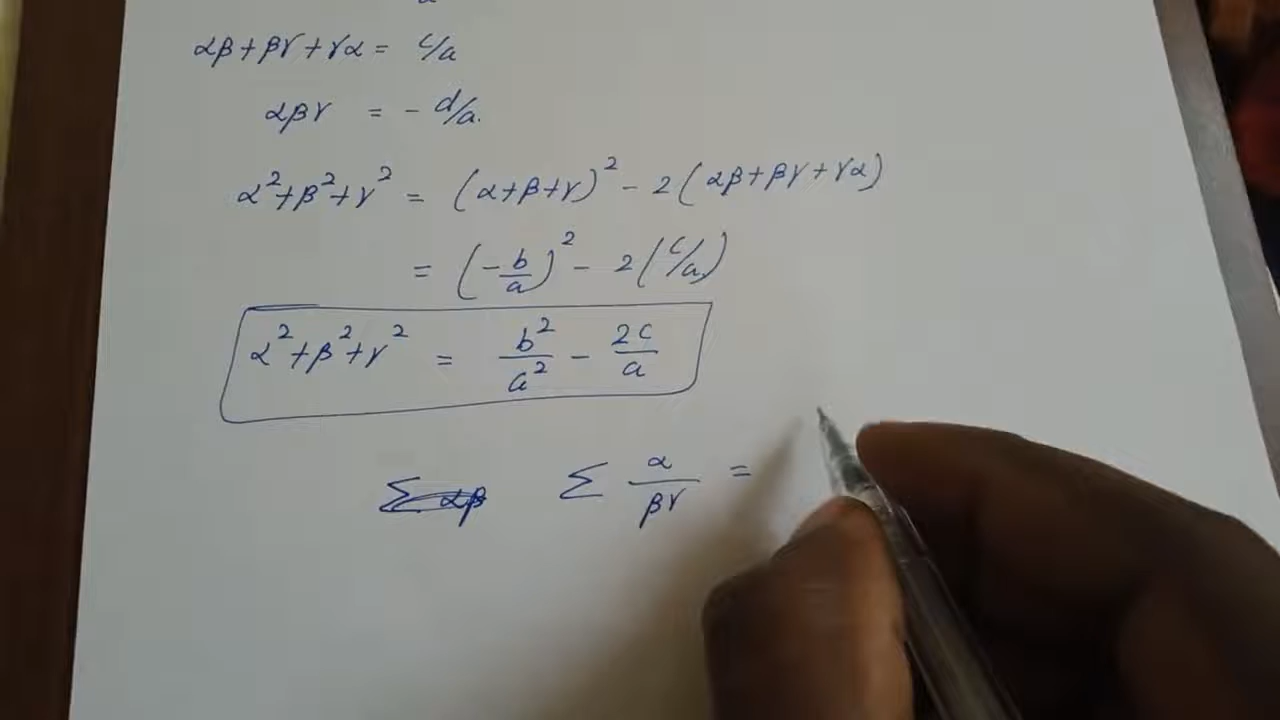 αβ+βγ+γα = c/a
αβγ = - d/a.
α²+β²+γ² = (α+β+γ)² - 2(αβ+βγ+γα)
= (-b/a)² - 2(c/a)
α²+β²+γ² = b²/a² - 2c/a
Σ αβ Σ α/βγ =